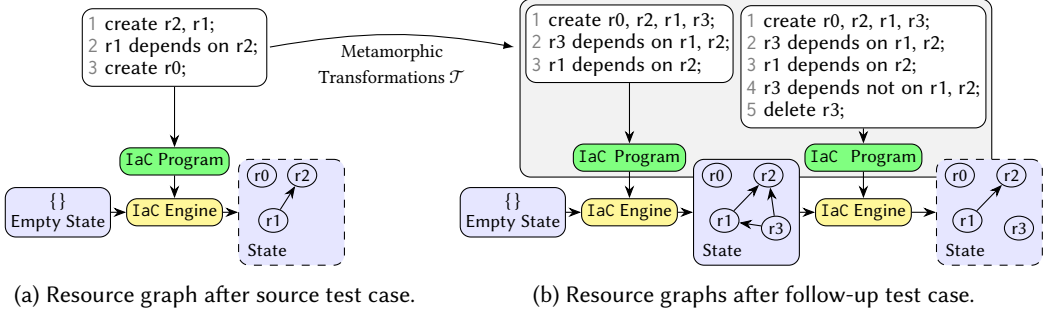 1 create r2, r1;
2 r1 depends on r2;
3 create r0;
Metamorphic
Transformations 𝒯
1 create r0, r2, r1, r3;
2 r3 depends on r1, r2;
3 r1 depends on r2;
1 create r0, r2, r1, r3;
2 r3 depends on r1, r2;
3 r1 depends on r2;
4 r3 depends not on r1, r2;
5 delete r3;
IaC Program
IaC Program
IaC Program
{}
Empty State
IaC Engine
r0 r2
r1
State
{}
Empty State
IaC Engine
r0 r2
r1 r3
State
IaC Engine
r0 r2
r1 r3
State
(a) Resource graph after source test case.
(b) Resource graphs after follow-up test case.